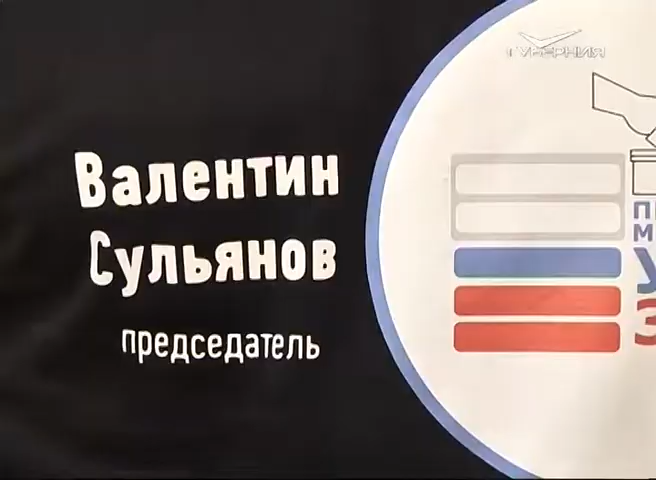 ГУБЕРНИЯ
Валентин
Сульянов
председатель